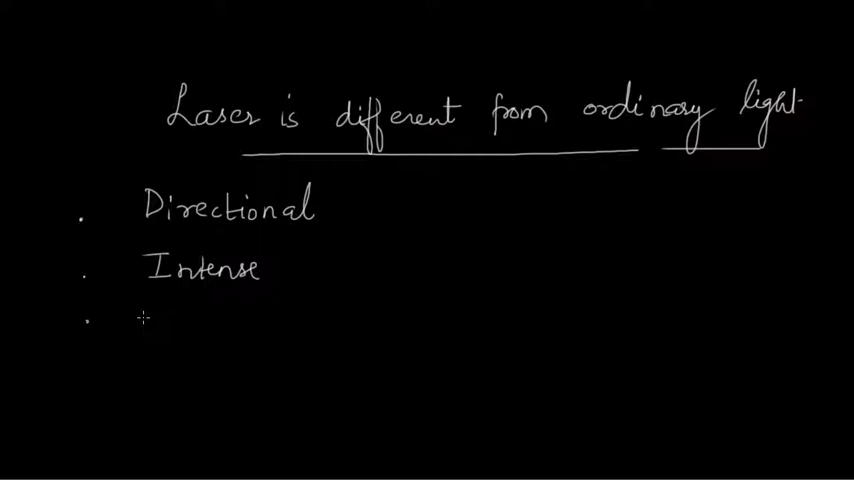 Laser is different from ordinary light
. Directional
. Intense
.